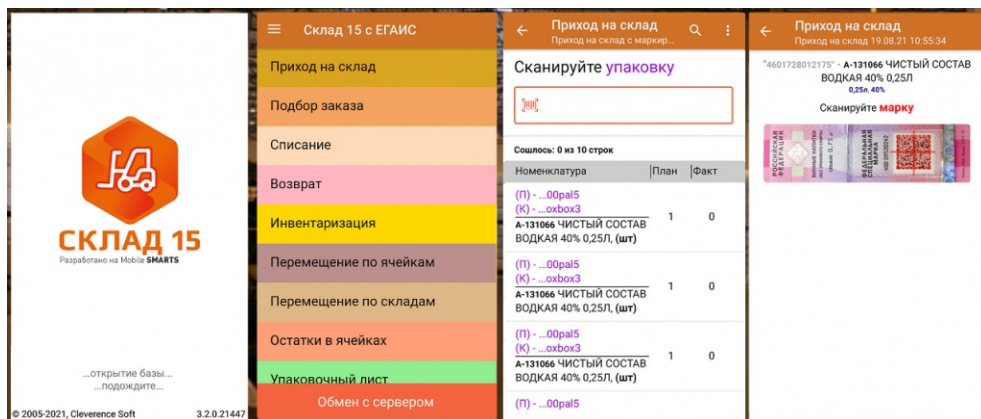 СКЛАД 15
Разработано на Mobile SMARTS
...открытие базы...
...подождите...
© 2005-2021, Cleverence Soft 3.2.0.21447
Склад 15 с ЕГАИС
Приход на склад
Подбор заказа
Списание
Возврат
Инвентаризация
Перемещение по ячейкам
Перемещение по складам
Остатки в ячейках
Упаковочный лист
Обмен с сервером
Приход на склад
Приход на склад с маркир...
Сканируйте упаковку
Сошлось: 0 из 10 строк
Номенклатура План Факт
(П) - ...00pal5
(К) - ...oxbox3
А-131066 ЧИСТЫЙ СОСТАВ 1 0
ВОДКАЯ 40% 0,25Л, (шт)
(П) - ...00pal5
(К) - ...oxbox3
А-131066 ЧИСТЫЙ СОСТАВ 1 0
ВОДКАЯ 40% 0,25Л, (шт)
(П) - ...00pal5
(К) - ...oxbox3
А-131066 ЧИСТЫЙ СОСТАВ 1 0
ВОДКАЯ 40% 0,25Л, (шт)
(П) - ...00pal5
Приход на склад
Приход на склад 19.08.21 10:55:34
"4601728012175" - А-131066 ЧИСТЫЙ СОСТАВ
ВОДКАЯ 40% 0,25Л
0,25л, 40%
Сканируйте марку
РОССИЙСКАЯ
ФЕДЕРАЦИЯ
ФЕДЕРАЛЬНАЯ
СПЕЦИАЛЬНАЯ
МАРКА